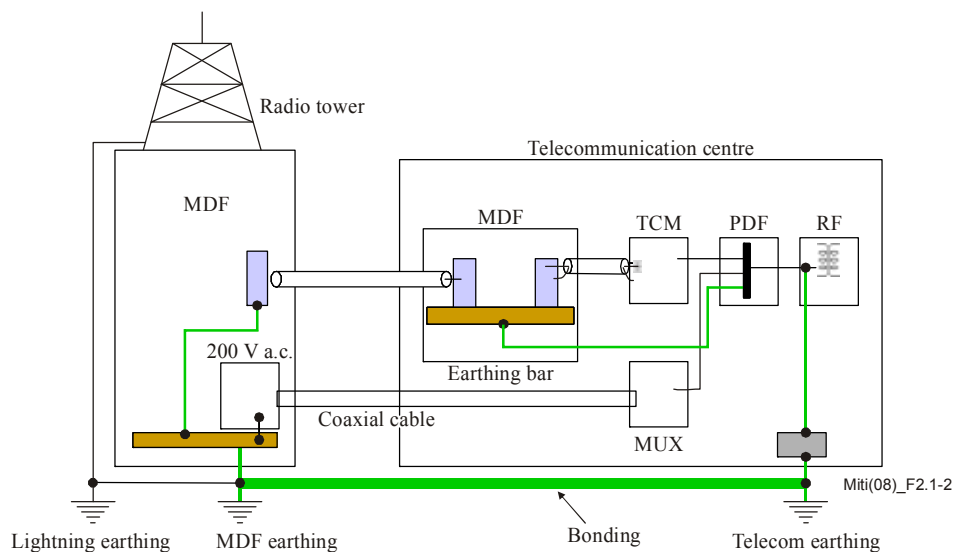 Radio tower
Telecommunication centre
MDF
MDF
TCM
PDF
RF
200 V a.c.
Earthing bar
Coaxial cable
MUX
Miti(08)_F2.1-2
Lightning earthing
MDF earthing
Bonding
Telecom earthing